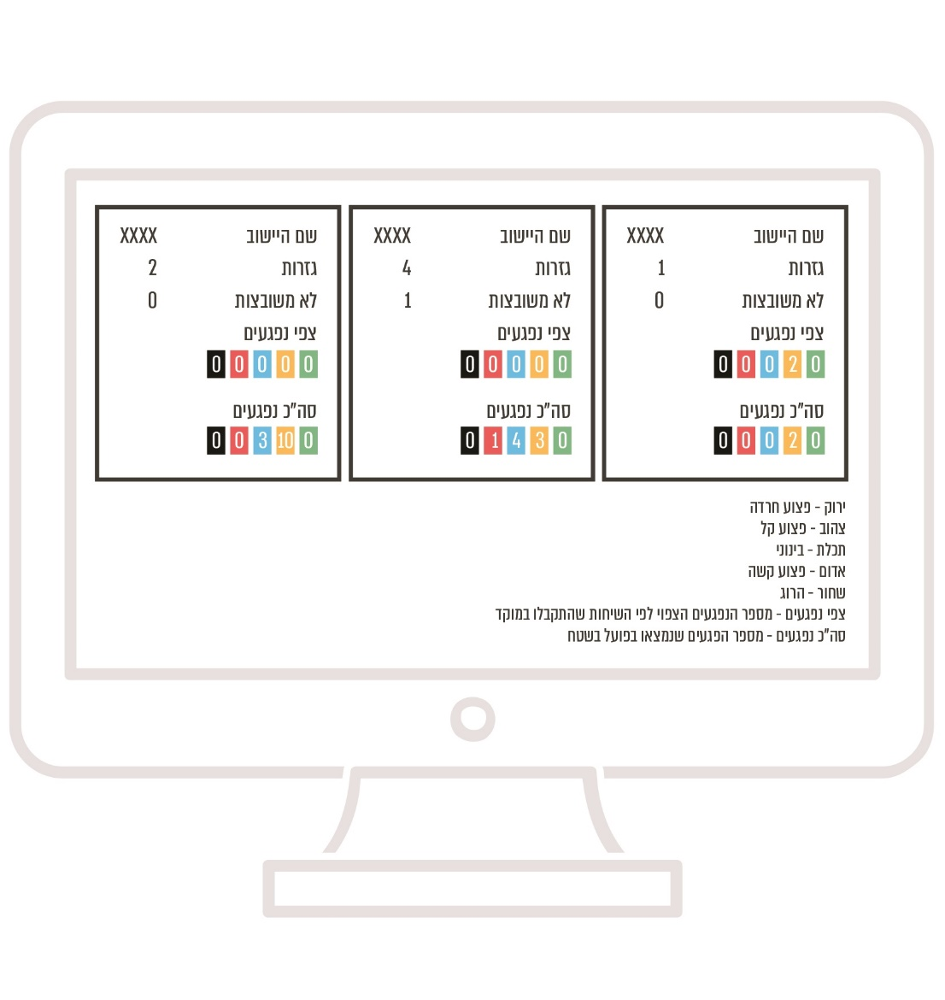 שם היישוב XXXX
גזרות 1
לא משובצות 0
צפי נפגעים
0 2 0 0 0
סה"כ נפגעים
0 2 0 0 0
שם היישוב XXXX
גזרות 4
לא משובצות 1
צפי נפגעים
0 0 0 0 0
סה"כ נפגעים
0 3 4 1 0
שם היישוב XXXX
גזרות 2
לא משובצות 0
צפי נפגעים
0 0 0 0 0
סה"כ נפגעים
0 10 3 0 0
ירוק - פצוע חרדה
צהוב - פצוע קל
תכלת - בינוני
אדום - פצוע קשה
שחור - הרוג
צפי נפגעים - מספר הנפגעים הצפוי לפי השיחות שהתקבלו במוקד
סה"כ נפגעים - מספר הפגעים שנמצאו בפועל בשטח